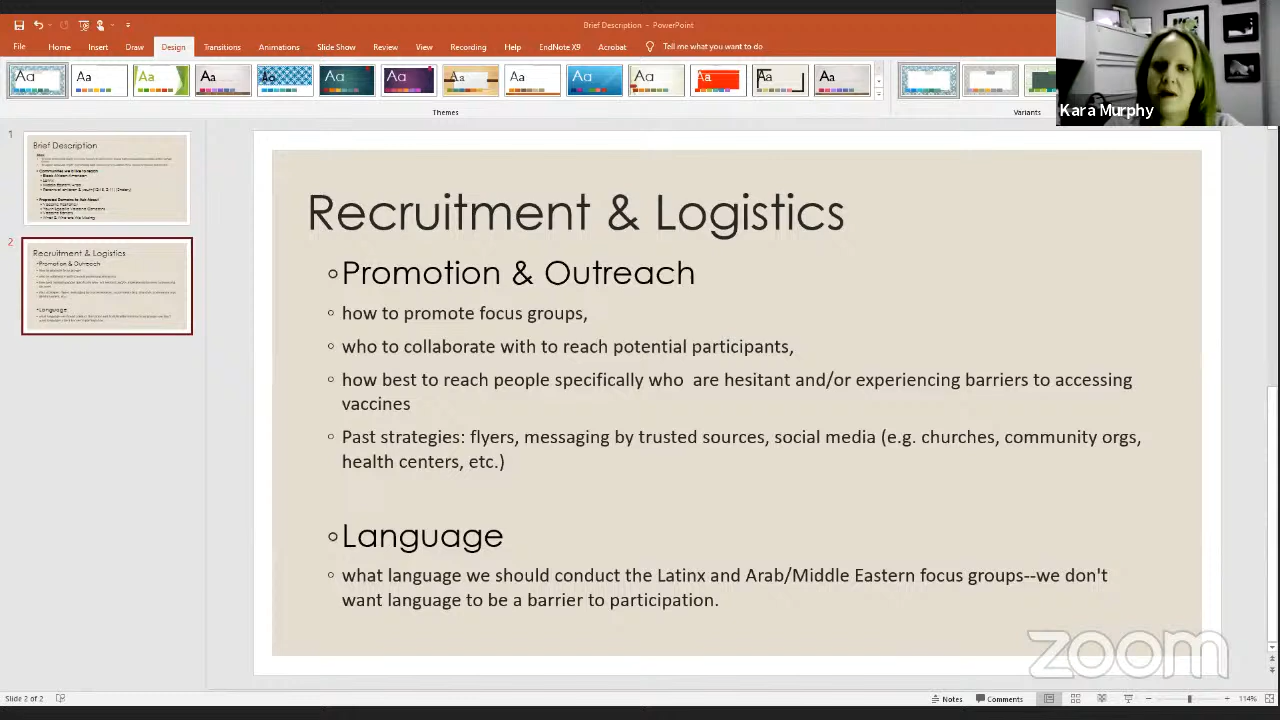 Brief Description - PowerPoint
File Home Insert Draw Design Transitions Animations Slide Show Review View Recording Help EndNote X9 Acrobat Tell me what you want to do
Aa Aa Aa Aa Aa Aa Aa Aa Aa Aa Aa Aa Aa Aa
Themes
Variants
Kara Murphy
1
Brief Description
2
Recruitment & Logistics
Promotion & Outreach
Language
Recruitment & Logistics
Promotion & Outreach
how to promote focus groups,
who to collaborate with to reach potential participants,
how best to reach people specifically who  are hesitant and/or experiencing barriers to accessing
vaccines
Past strategies: flyers, messaging by trusted sources, social media (e.g. churches, community orgs,
health centers, etc.)
Language
what language we should conduct the Latinx and Arab/Middle Eastern focus groups--we don't
want language to be a barrier to participation.
zoom
Slide 2 of 2
Notes Comments 114%